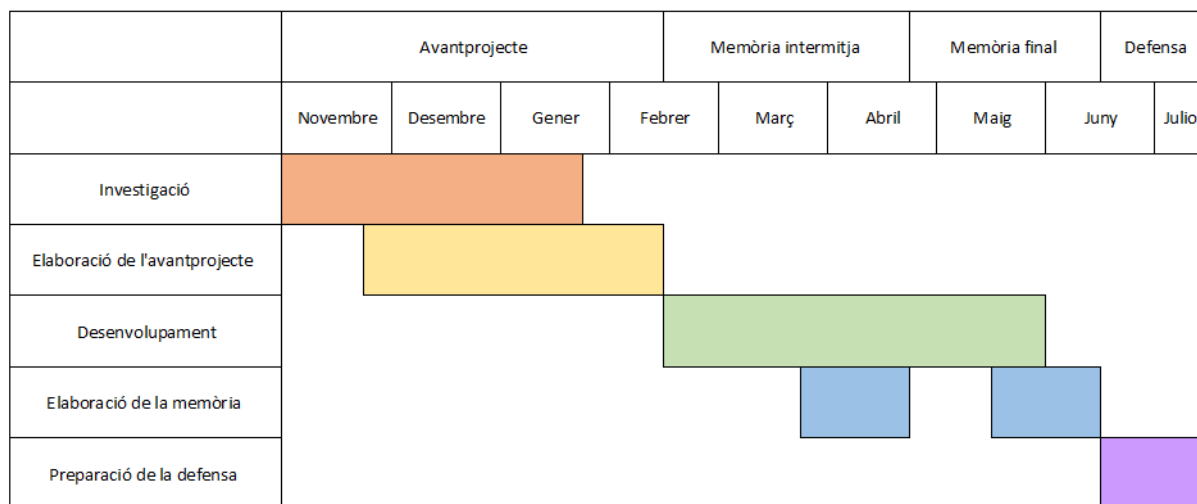 Avantprojecte
Memòria intermitja
Memòria final
Defensa
Novembre
Desembre
Gener
Febrer
Març
Abril
Maig
Juny
Julio
Investigació
Elaboració de l'avantprojecte
Desenvolupament
Elaboració de la memòria
Preparació de la defensa